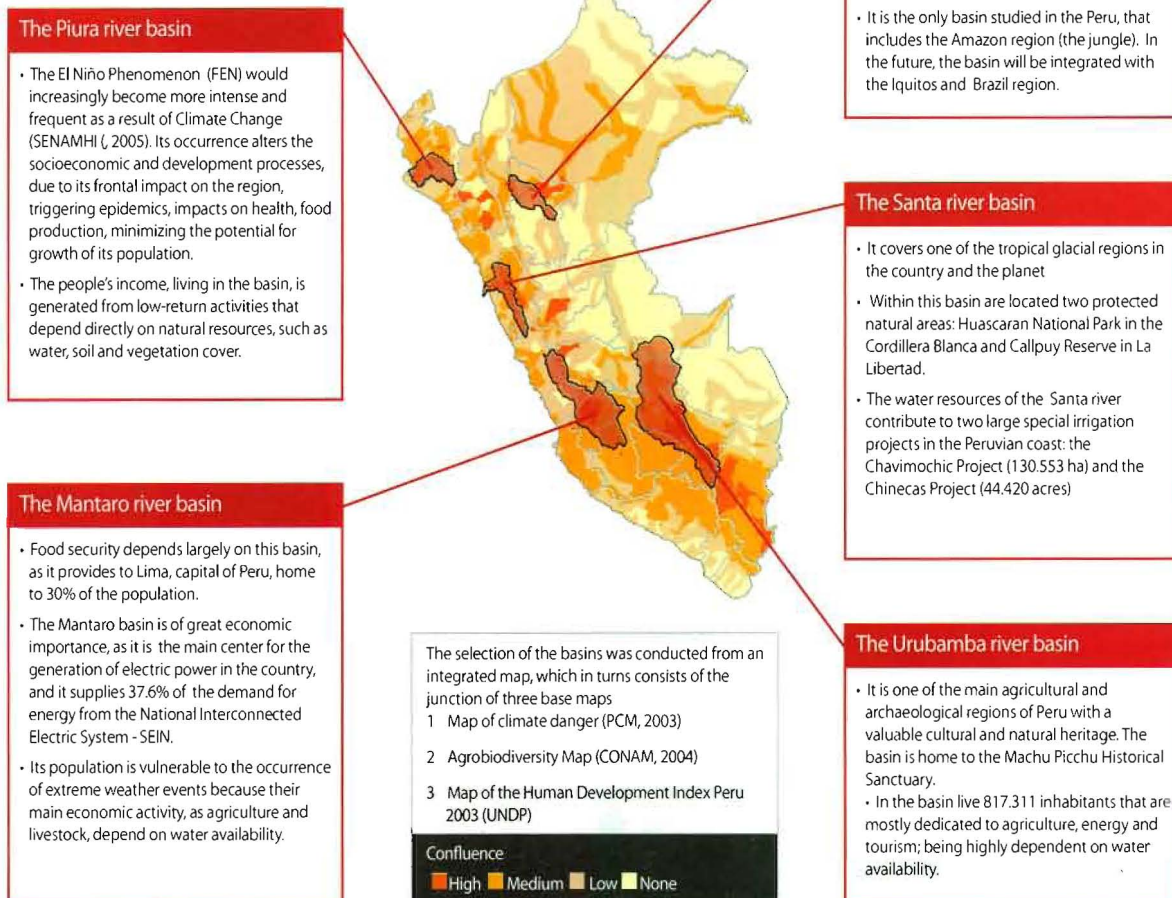 The Piura river basin
• The El Niño Phenomenon (FEN) would
increasingly become more intense and
frequent as a result of Climate Change
(SENAMHI (, 2005). Its occurrence alters the
socioeconomic and development processes,
due to its frontal impact on the region,
triggering epidemics, impacts on health, food
production, minimizing the potential for
growth of its population.
• The people's income, living in the basin, is
generated from low-return activities that
depend directly on natural resources, such as
water, soil and vegetation cover.
The Mantaro river basin
• Food security depends largely on this basin,
as it provides to Lima, capital of Peru, home
to 30% of the population.
• The Mantaro basin is of great economic
importance, as it is the main center for the
generation of electric power in the country,
and it supplies 37.6% of the demand for
energy from the National Interconnected
Electric System - SEIN.
• Its population is vulnerable to the occurrence
of extreme weather events because their
main economic activity, as agriculture and
livestock, depend on water availability.
The selection of the basins was conducted from an
integrated map, which in turns consists of the
junction of three base maps
1 Map of climate danger (PCM, 2003)
2 Agrobiodiversity Map (CONAM, 2004)
3 Map of the Human Development Index Peru
2003 (UNDP)
Confluence
High Medium Low None
• It is the only basin studied in the Peru, that
includes the Amazon region (the jungle). In
the future, the basin will be integrated with
the Iquitos and Brazil region.
The Santa river basin
• It covers one of the tropical glacial regions in
the country and the planet
• Within this basin are located two protected
natural areas: Huascaran National Park in the
Cordillera Blanca and Callpuy Reserve in La
Libertad.
• The water resources of the Santa river
contribute to two large special irrigation
projects in the Peruvian coast: the
Chavimochic Project (130.553 ha) and the
Chinecas Project (44.420 acres)
The Urubamba river basin
• It is one of the main agricultural and
archaeological regions of Peru with a
valuable cultural and natural heritage. The
basin is home to the Machu Picchu Historical
Sanctuary.
• In the basin live 817.311 inhabitants that are
mostly dedicated to agriculture, energy and
tourism; being highly dependent on water
availability.